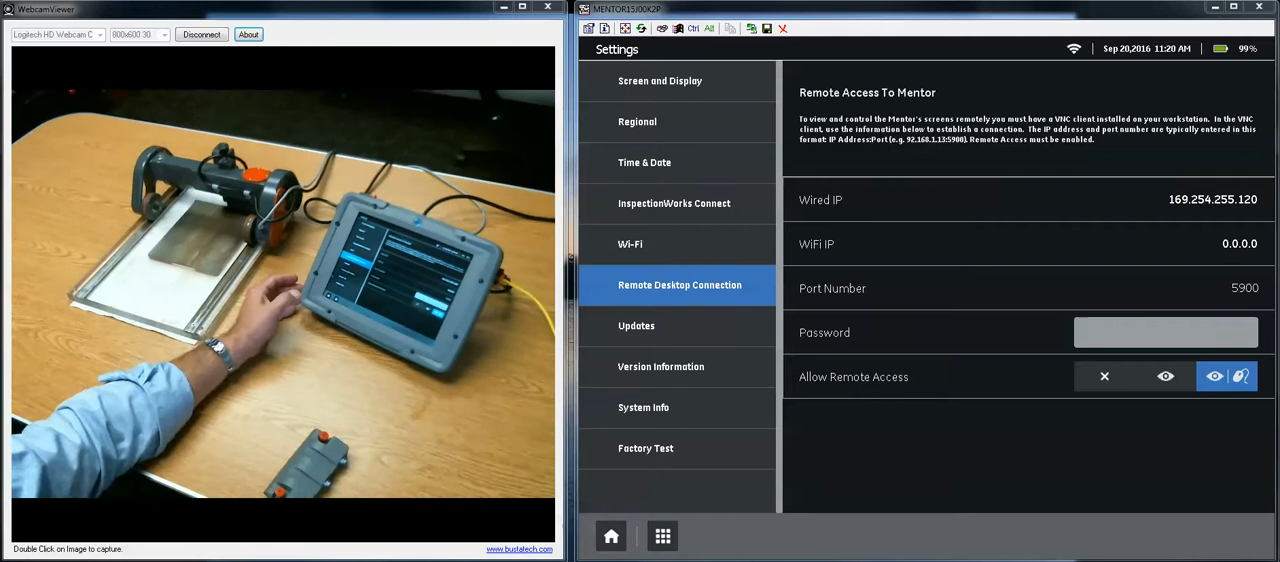 WebcamViewer
Logitech HD Webcam C
800x600 30
Disconnect
About
Double Click on Image to capture.
www.bustatech.com
MENTOR15J00K2P
Ctrl
Alt
Settings
Sep 20,2016 11:20 AM
99%
Screen and Display
Regional
Time & Date
InspectionWorks Connect
Wi-Fi
Remote Desktop Connection
Updates
Version Information
System Info
Factory Test
Remote Access To Mentor
To view and control the Mentor's screens remotely you must have a VNC client installed on your workstation. In the VNC
client, use the information below to establish a connection. The IP address and port number are typically entered in this
format: IP Address:Port (e.g. 92.168.1.13:5900). Remote Access must be enabled.
Wired IP 169.254.255.120
WiFi IP 0.0.0.0
Port Number 5900
Password
Allow Remote Access